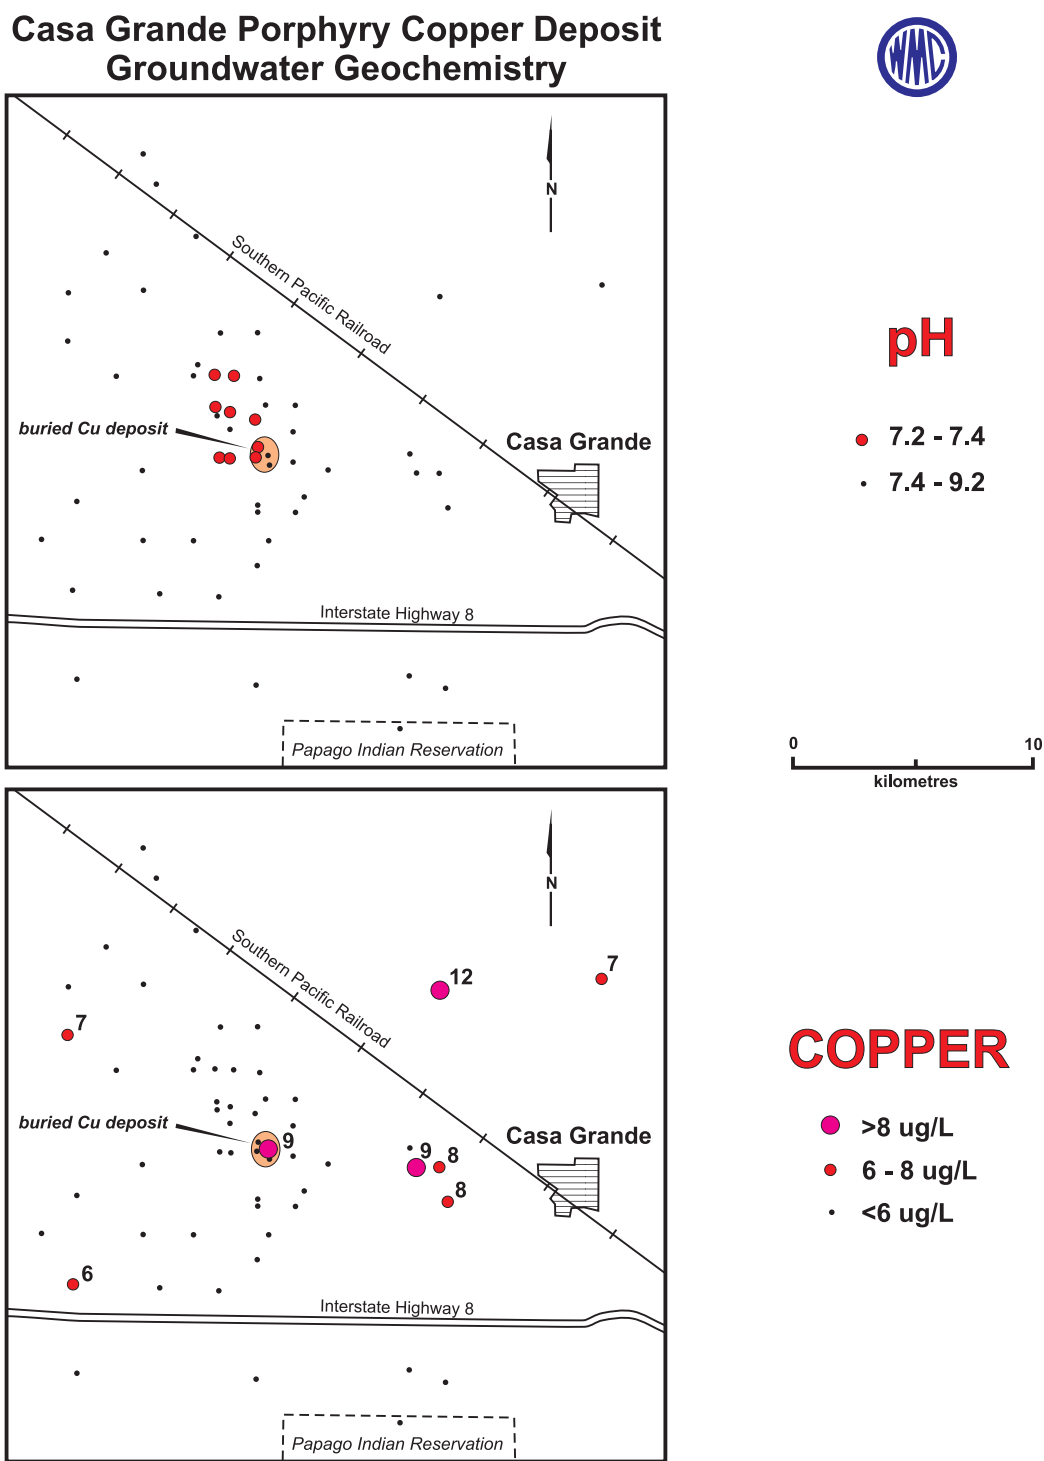 Casa Grande Porphyry Copper Deposit
Groundwater Geochemistry
WMC
N
Southern Pacific Railroad
buried Cu deposit
Casa Grande
Interstate Highway 8
Papago Indian Reservation
pH
7.2 - 7.4
7.4 - 9.2
0 10
kilometres
N
Southern Pacific Railroad
12
7
7
buried Cu deposit
9
9
8
8
Casa Grande
6
Interstate Highway 8
Papago Indian Reservation
COPPER
>8 ug/L
6 - 8 ug/L
<6 ug/L